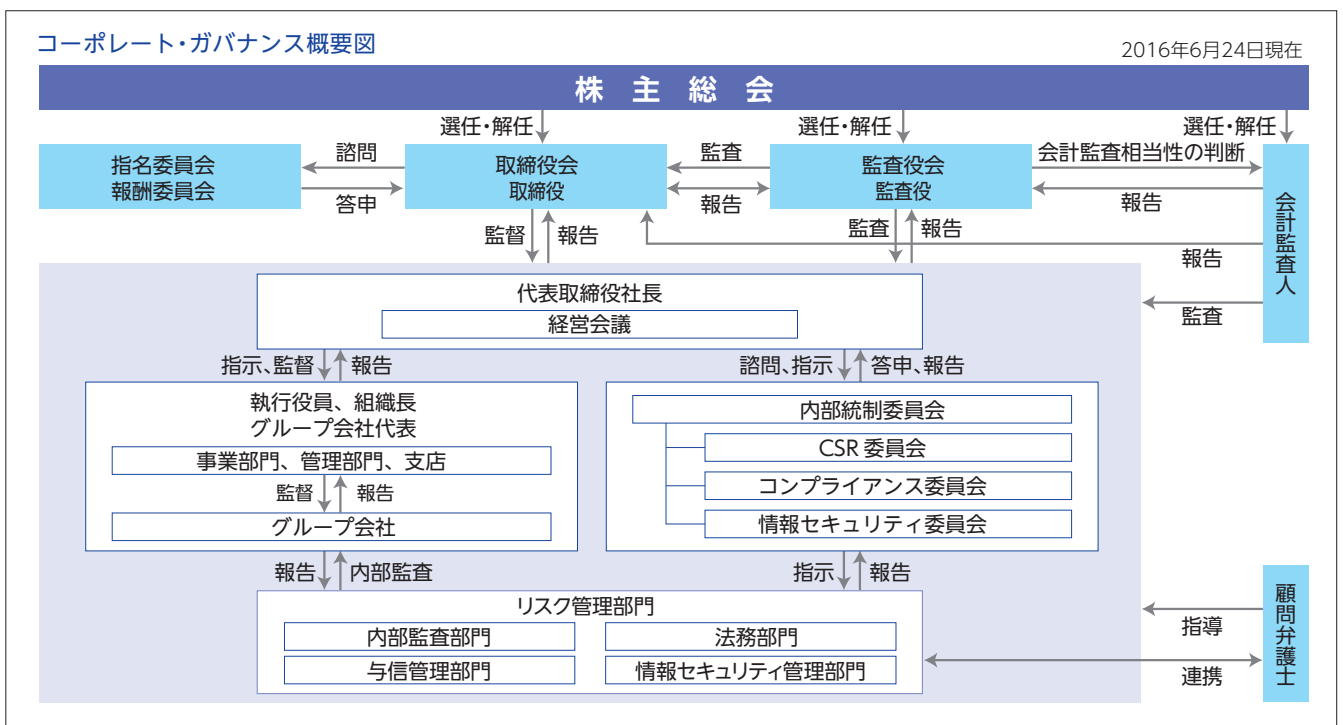 コーポレート・ガバナンス概要図
2016年6月24日現在
株主総会
選任・解任
選任・解任
選任・解任
指名委員会
報酬委員会
諮問
答申
取締役会
取締役
監査
報告
監査役会
監査役
会計監査相当性の判断
報告
会計監査人
監督
報告
監査
報告
報告
監査
代表取締役社長
経営会議
指示、監督
報告
諮問、指示
答申、報告
執行役員、組織長
グループ会社代表
事業部門、管理部門、支店
監督
報告
グループ会社
内部統制委員会
CSR 委員会
コンプライアンス委員会
情報セキュリティ委員会
報告
内部監査
指示
報告
リスク管理部門
内部監査部門
法務部門
与信管理部門
情報セキュリティ管理部門
指導
連携
顧問弁護士